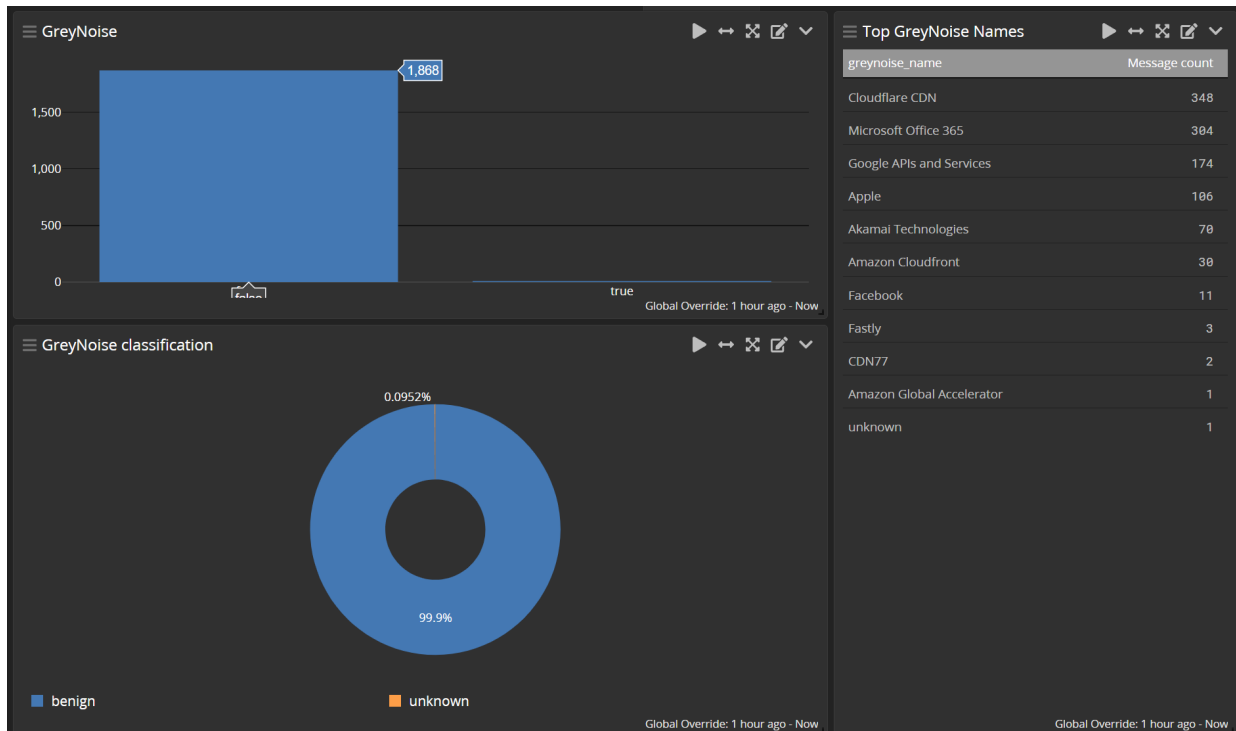 GreyNoise
1,868
1,500
1,000
500
0
false
true
Global Override: 1 hour ago - Now
GreyNoise classification
0.0952%
99.9%
benign
unknown
Global Override: 1 hour ago - Now
Top GreyNoise Names
greynoise_name Message count
Cloudflare CDN 348
Microsoft Office 365 304
Google APIs and Services 174
Apple 106
Akamai Technologies 70
Amazon Cloudfront 30
Facebook 11
Fastly 3
CDN77 2
Amazon Global Accelerator 1
unknown 1
Global Override: 1 hour ago - Now